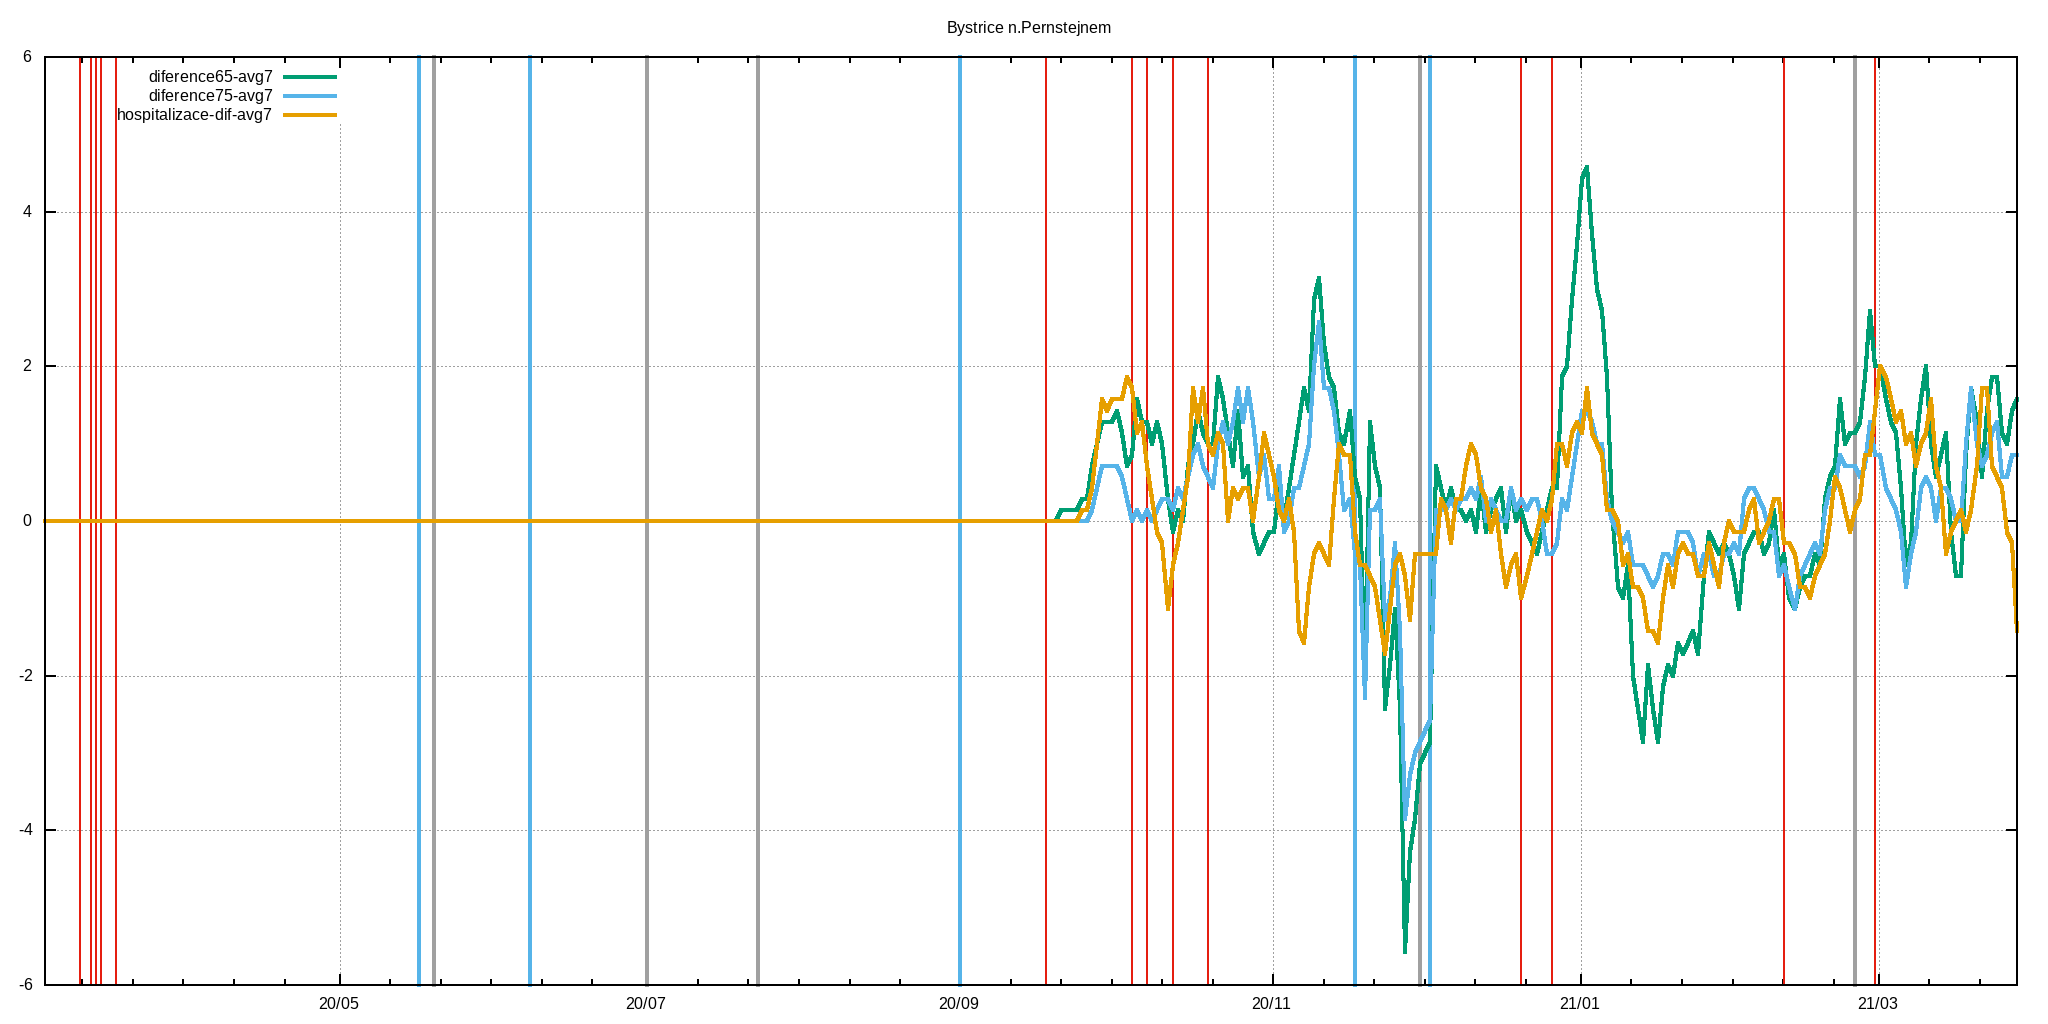 Bystrice n.Pernstejnem
6
diference65-avg7
diference75-avg7
hospitalizace-dif-avg7
4
2
0
-2
-4
-6
20/05 20/07 20/09 20/11 21/01 21/03